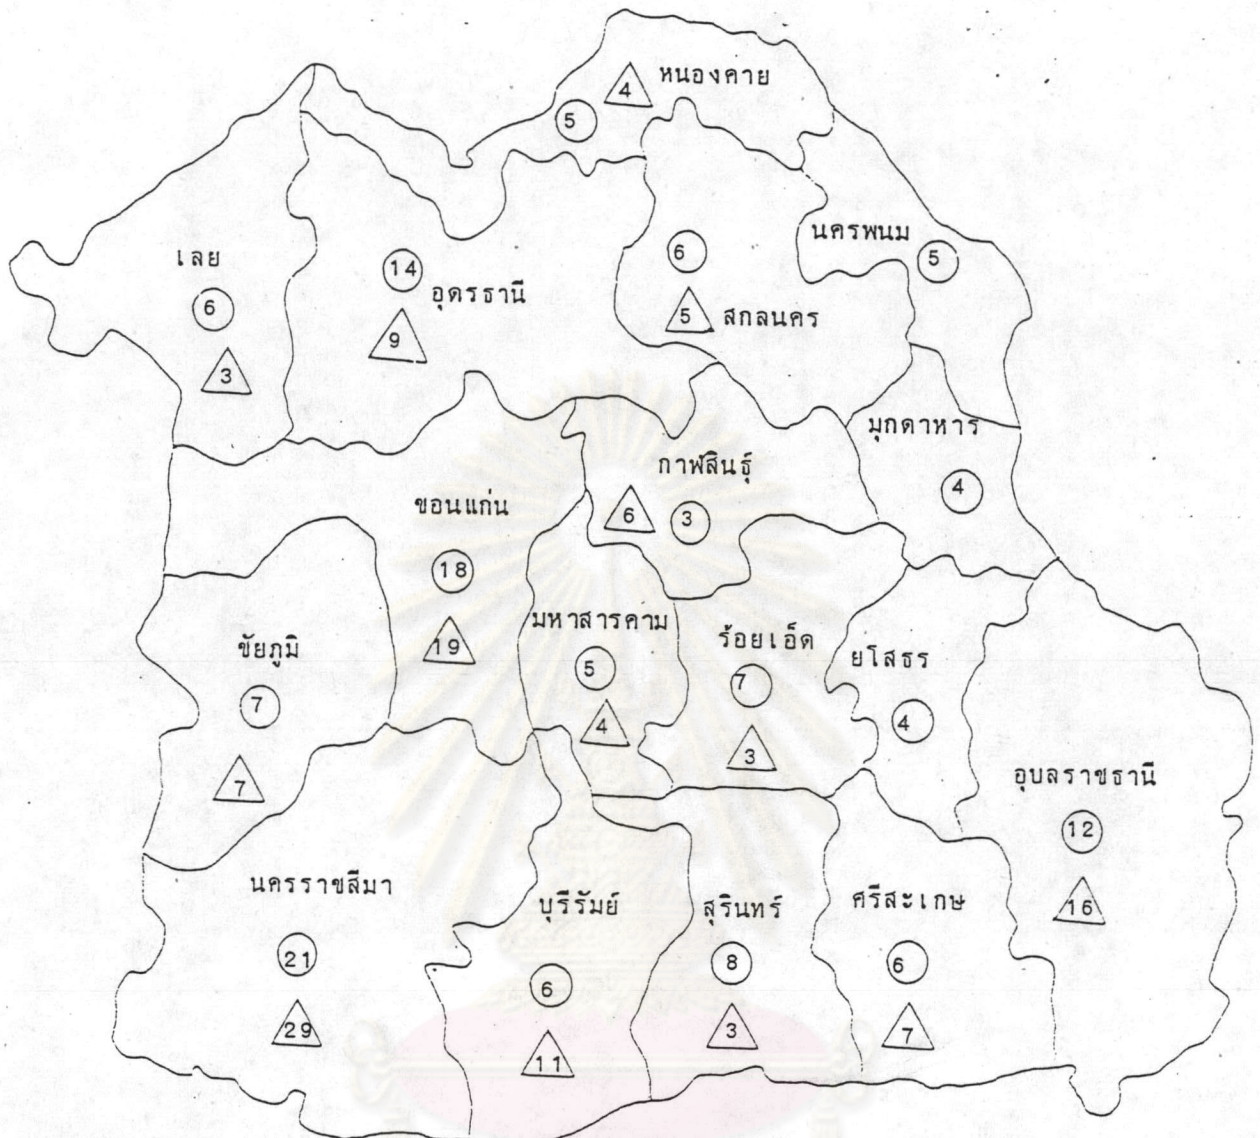 หนองคาย
4
5
เลย
6
3
14
อุดรธานี
9
6
5
สกลนคร
นครพนม
5
มุกดาหาร
4
กาฬสินธุ์
6
3
ขอนแก่น
18
19
มหาสารคาม
5
4
ร้อยเอ็ด
7
3
ยโสธร
4
ชัยภูมิ
7
7
อุบลราชธานี
12
16
นครราชสีมา
21
29
บุรีรัมย์
6
11
สุรินทร์
8
3
ศรีสะเกษ
6
7